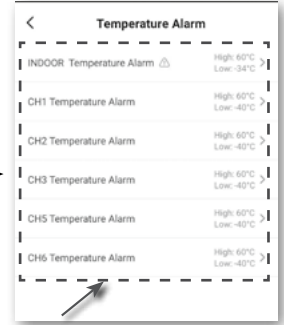 Temperature Alarm
INDOOR Temperature Alarm
High: 60°C
Low: -34°C
CH1 Temperature Alarm
High: 60°C
Low: -40°C
CH2 Temperature Alarm
High: 60°C
Low: -40°C
CH3 Temperature Alarm
High: 60°C
Low: -40°C
CH5 Temperature Alarm
High: 60°C
Low: -40°C
CH6 Temperature Alarm
High: 60°C
Low: -40°C